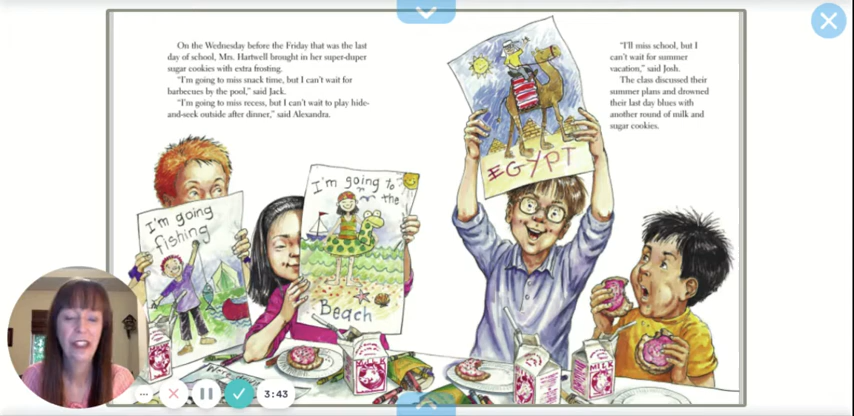 On the Wednesday before the Friday that was the last
day of school, Mrs. Hartwell brought in her super-duper
sugar cookies with extra frosting.
"I'm going to miss snack time, but I can't wait for
barbecues by the pool," said Jack.
"I'm going to miss recess, but I can't wait to play hide-
and-seek outside after dinner," said Alexandra.
"I'll miss school, but I
can't wait for summer
vacation," said Josh.
The class discussed their
summer plans and drowned
their last day blues with
another round of milk and
sugar cookies.
EGYPT
I'm going to
the
Beach
I'm going
fishing
MILK
MILK
3:43